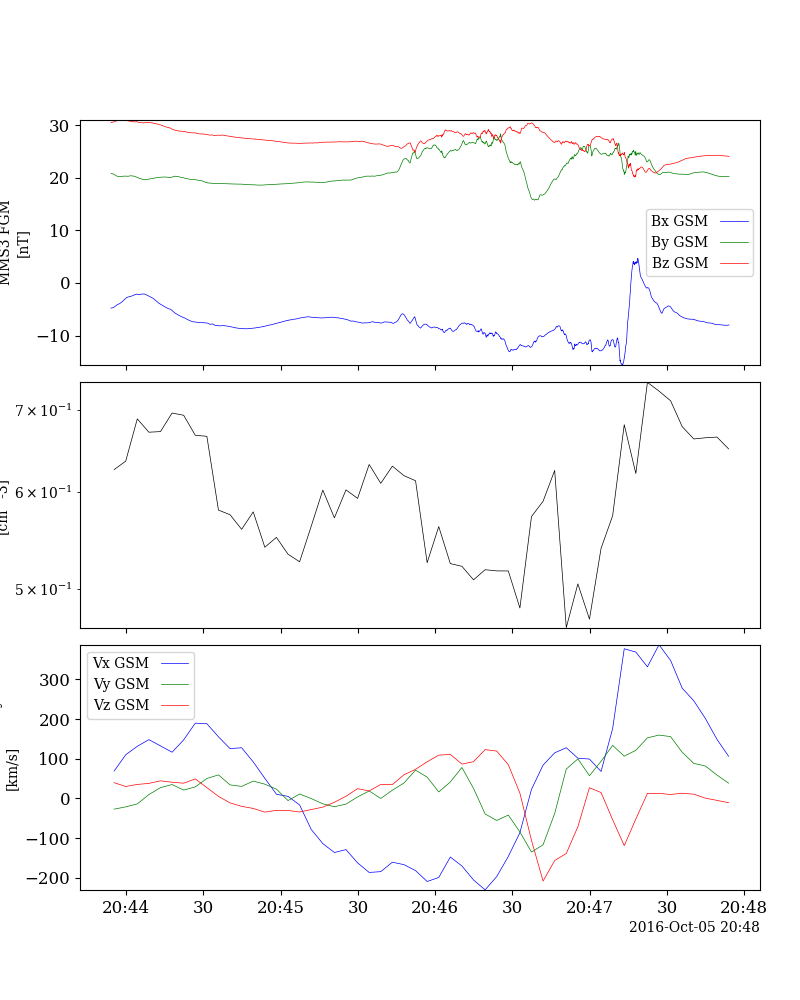 30
20
10
0
−10
MMS3 FGM
[nT]
Bx GSM
By GSM
Bz GSM
7 × 10⁻¹
6 × 10⁻¹
5 × 10⁻¹
300
200
100
0
−100
−200
[km/s]
Vx GSM
Vy GSM
Vz GSM
20:44 30 20:45 30 20:46 30 20:47 30 20:48
2016-Oct-05 20:48